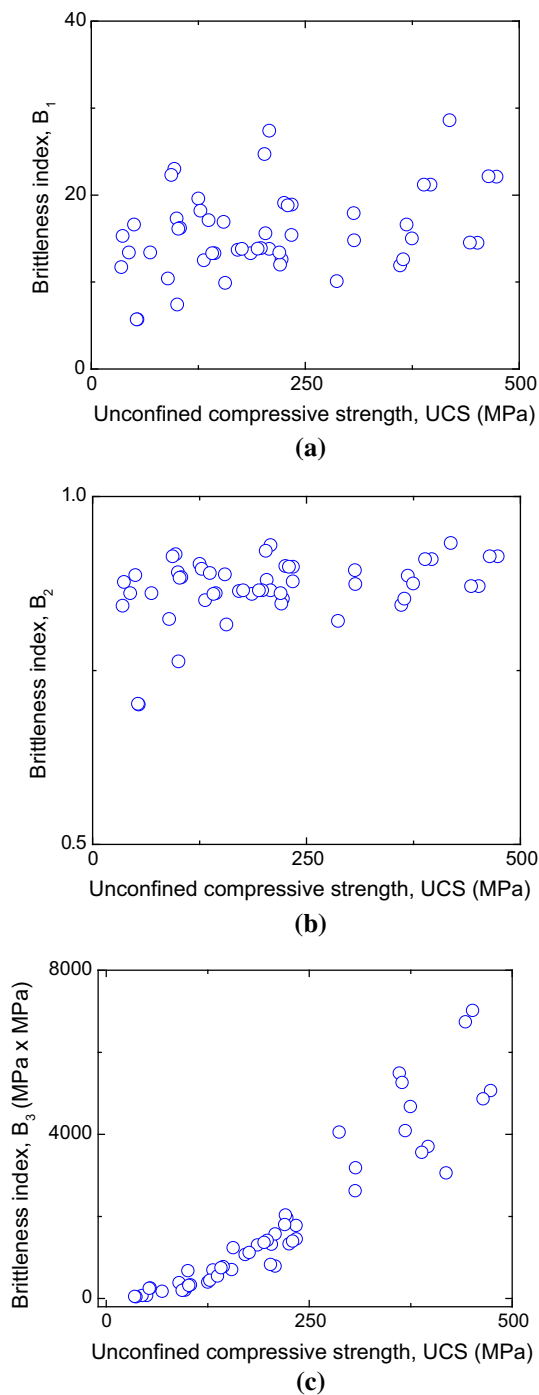 40
20
0
Brittleness index, B₁
0
250
500
Unconfined compressive strength, UCS (MPa)
(a)
1.0
0.5
Brittleness index, B₂
0
250
500
Unconfined compressive strength, UCS (MPa)
(b)
8000
4000
0
Brittleness index, B₃ (MPa x MPa)
0
250
500
Unconfined compressive strength, UCS (MPa)
(c)